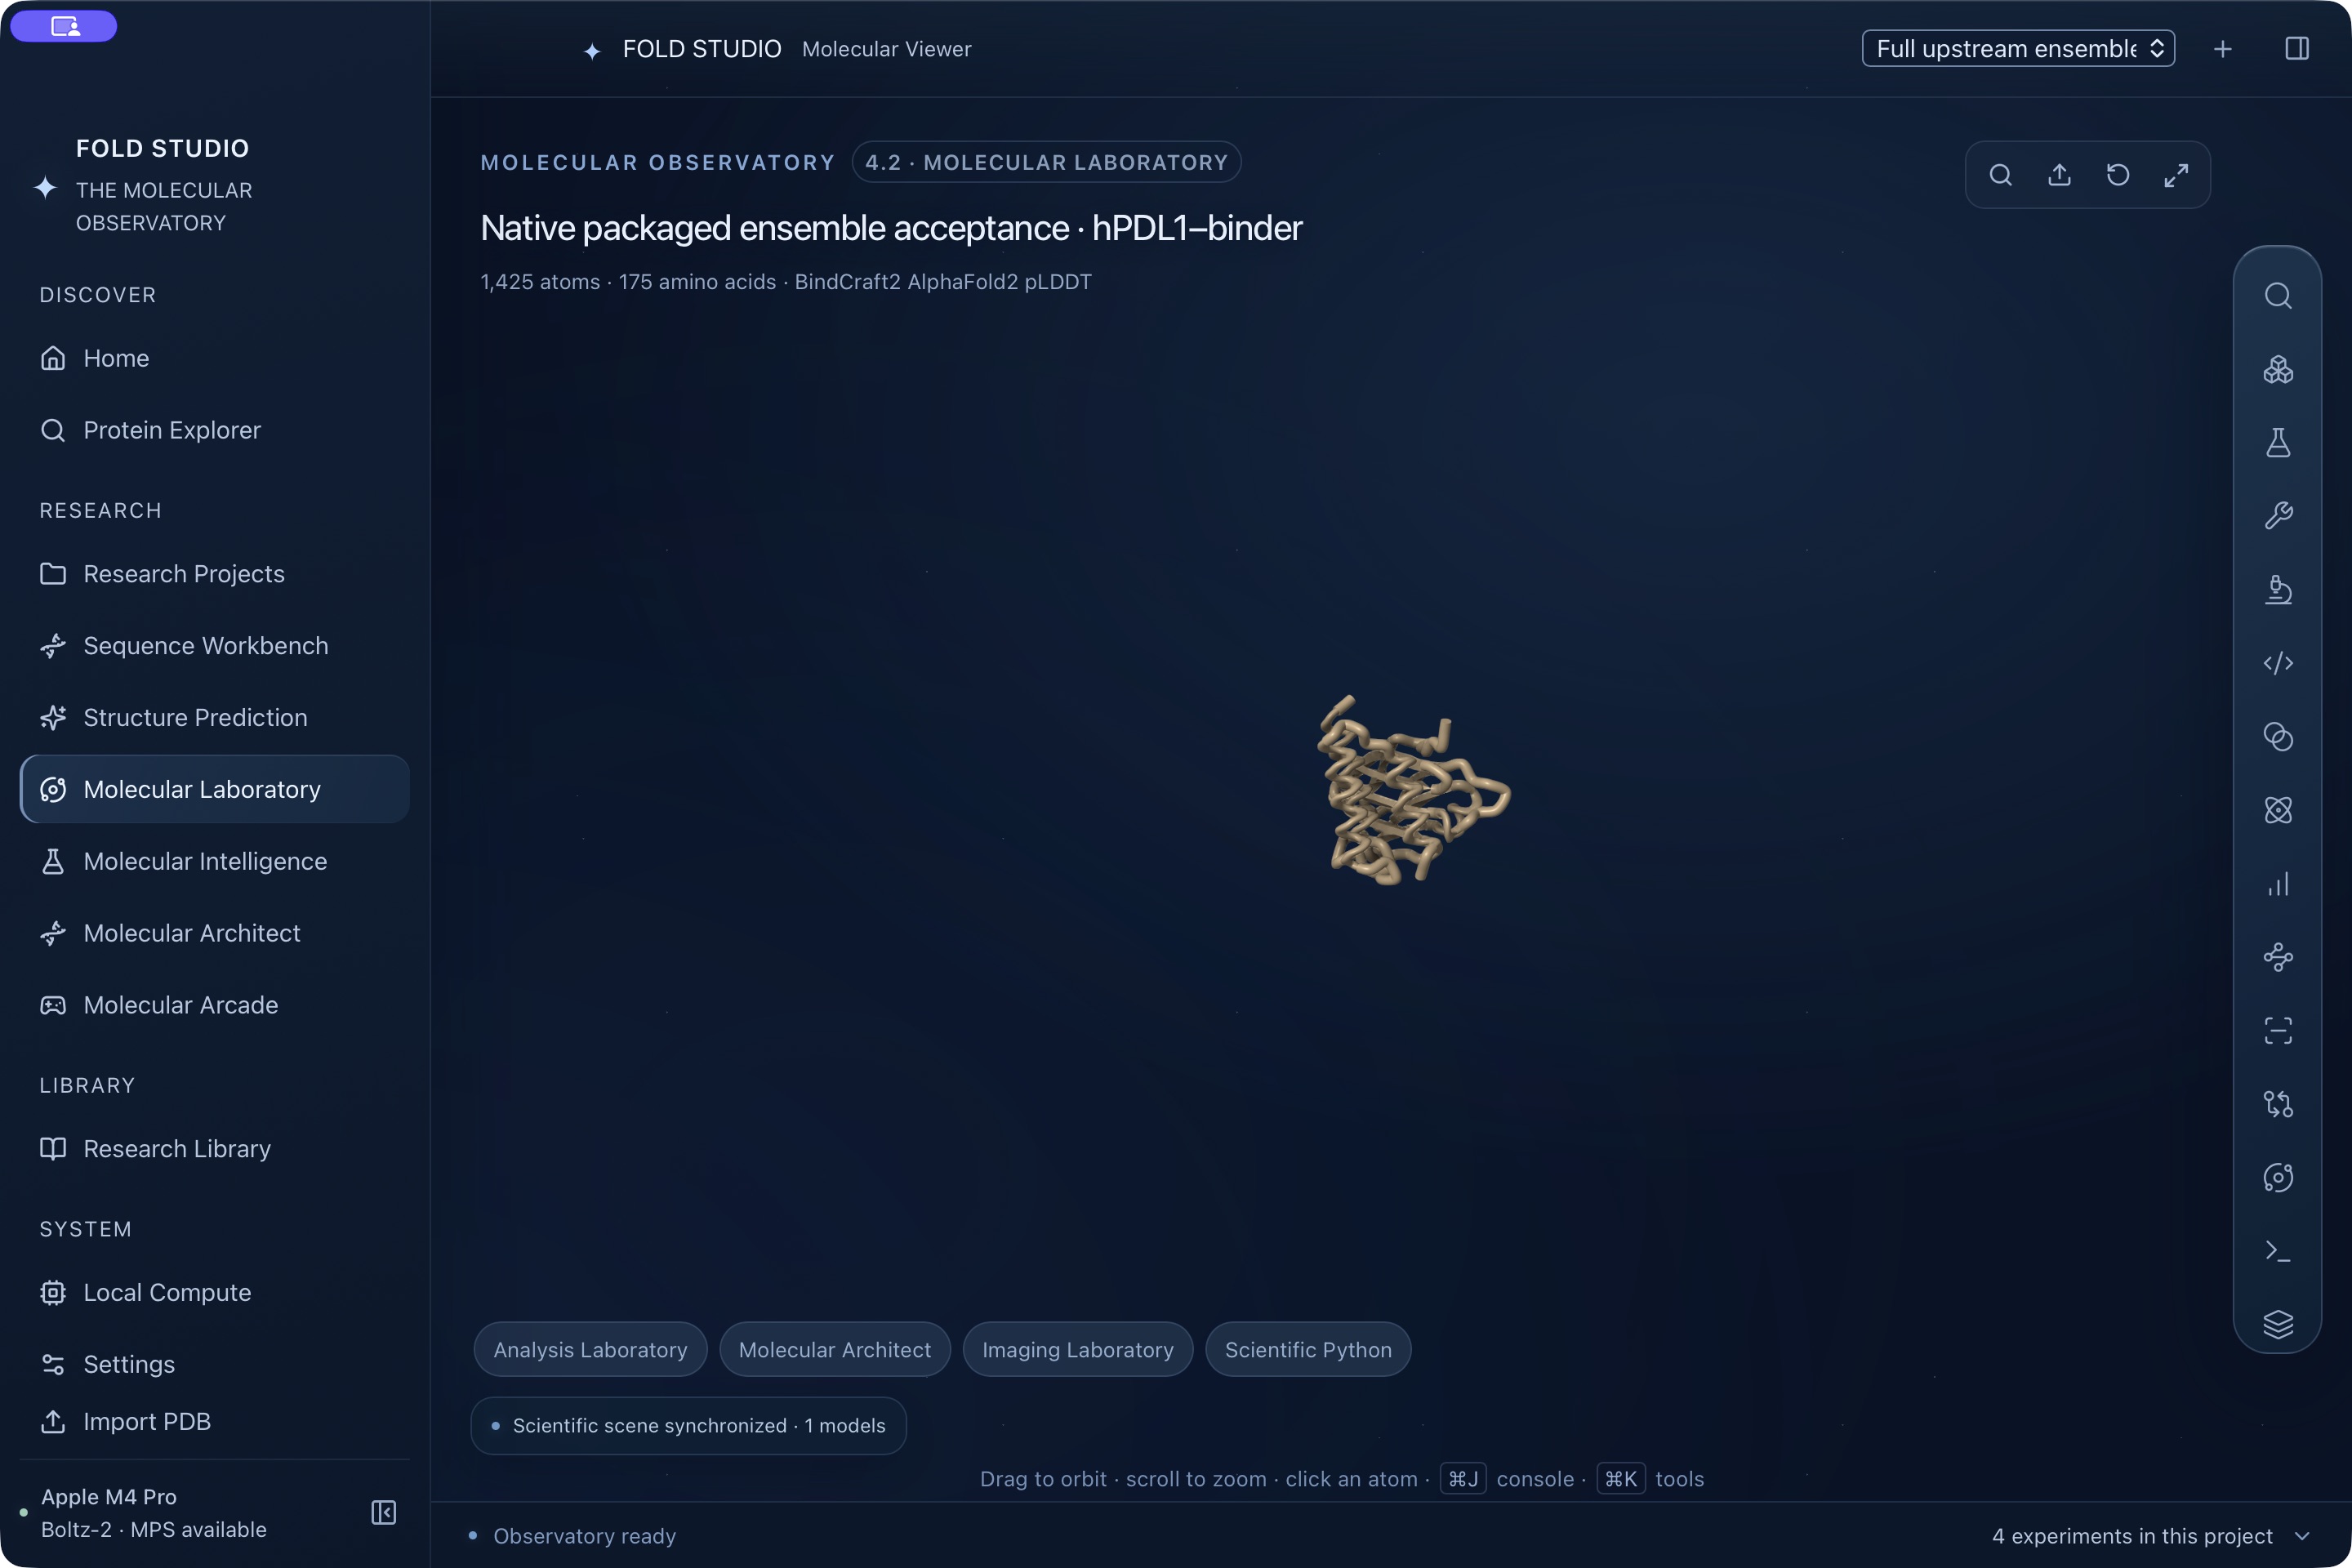 FOLD STUDIO
THE MOLECULAR
OBSERVATORY
DISCOVER
Home
Protein Explorer
RESEARCH
Research Projects
Sequence Workbench
Structure Prediction
Molecular Laboratory
Molecular Intelligence
Molecular Architect
Molecular Arcade
LIBRARY
Research Library
SYSTEM
Local Compute
Settings
Import PDB
Apple M4 Pro
Boltz-2 · MPS available
FOLD STUDIO Molecular Viewer
Full upstream ensemble
MOLECULAR OBSERVATORY 4.2 · MOLECULAR LABORATORY
Native packaged ensemble acceptance · hPDL1–binder
1,425 atoms · 175 amino acids · BindCraft2 AlphaFold2 pLDDT
Analysis Laboratory Molecular Architect Imaging Laboratory Scientific Python
Scientific scene synchronized · 1 models
Drag to orbit · scroll to zoom · click an atom · ⌘J console · ⌘K tools
Observatory ready
4 experiments in this project